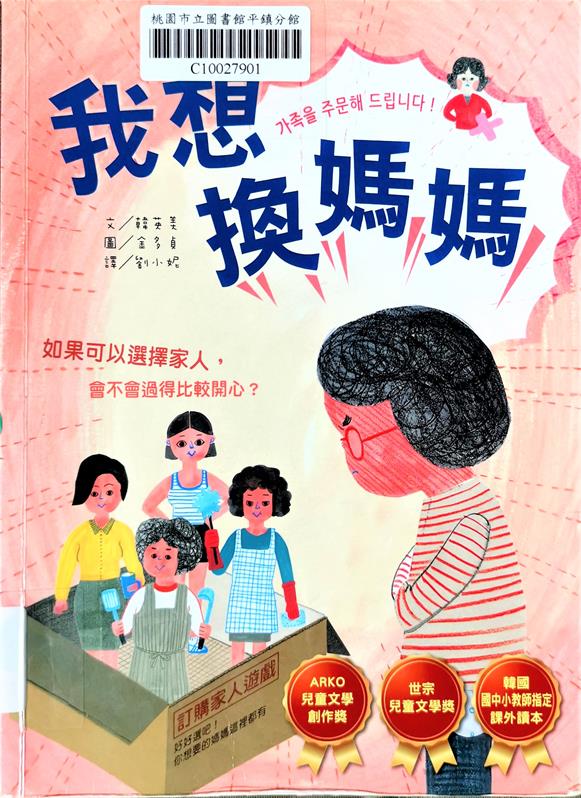 桃園市立圖書館平鎮分館
C10027901
我想
換媽媽
가족을 주문해 드립니다!
文/韓英美
圖/金多貞
譯/劉小妮
如果可以選擇家人，
會不會過得比較開心？
訂購家人遊戲
好好選吧！
你想要的媽媽這裡都有
ARKO
兒童文學
創作獎
世宗
兒童文學獎
韓國
國中小教師指定
課外讀本